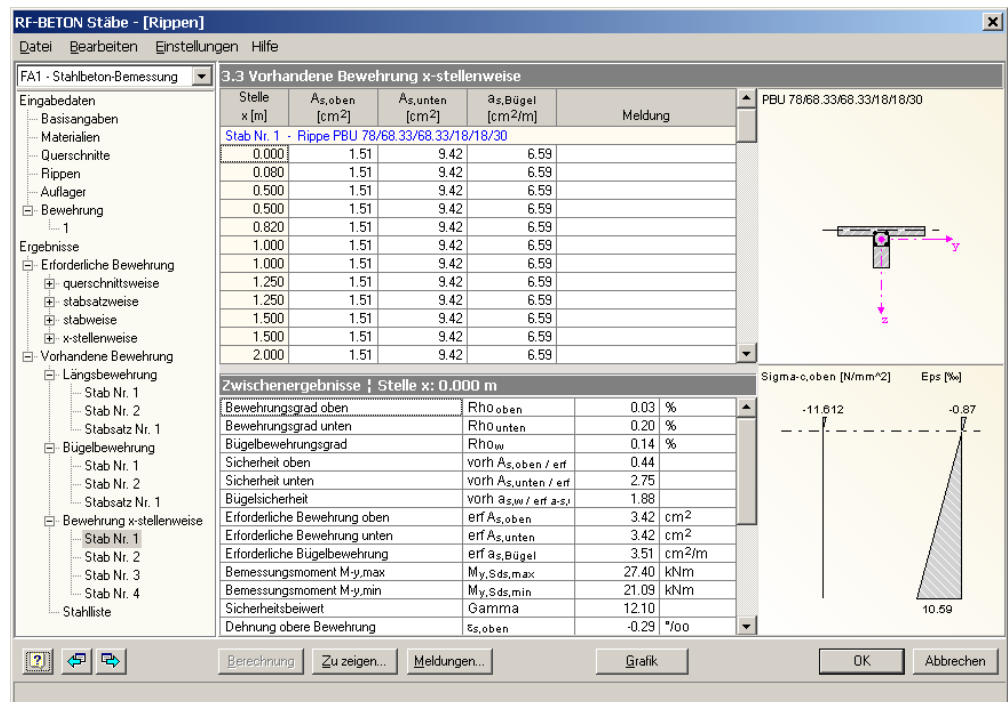 RF-BETON Stäbe - [Rippen]
Datei Bearbeiten Einstellungen Hilfe
FA1 - Stahlbeton-Bemessung
Eingabedaten
Basisangaben
Materialien
Querschnitte
Rippen
Auflager
Bewehrung
1
Ergebnisse
Erforderliche Bewehrung
querschnittsweise
stabsatzweise
stabweise
x-stellenweise
Vorhandene Bewehrung
Längsbewehrung
Stab Nr. 1
Stab Nr. 2
Stabsatz Nr. 1
Bügelbewehrung
Stab Nr. 1
Stab Nr. 2
Stabsatz Nr. 1
Bewehrung x-stellenweise
Stab Nr. 1
Stab Nr. 2
Stab Nr. 3
Stab Nr. 4
Stahlliste
3.3 Vorhandene Bewehrung x-stellenweise
Stelle As,oben As,unten as,Bügel
x [m] [cm2] [cm2] [cm2/m] Meldung
Stab Nr. 1 - Rippe PBU 78/68.33/68.33/18/18/30
0.000 1.51 9.42 6.59
0.080 1.51 9.42 6.59
0.500 1.51 9.42 6.59
0.500 1.51 9.42 6.59
0.820 1.51 9.42 6.59
1.000 1.51 9.42 6.59
1.000 1.51 9.42 6.59
1.250 1.51 9.42 6.59
1.250 1.51 9.42 6.59
1.500 1.51 9.42 6.59
1.500 1.51 9.42 6.59
2.000 1.51 9.42 6.59
PBU 78/68.33/68.33/18/18/30
y
z
Zwischenergebnisse ¦ Stelle x: 0.000 m
Bewehrungsgrad oben Rho oben 0.03 %
Bewehrungsgrad unten Rho unten 0.20 %
Bügelbewehrungsgrad Rho w 0.14 %
Sicherheit oben vorh As,oben / erf 0.44
Sicherheit unten vorh As,unten / erf 2.75
Bügelsicherheit vorh as,w / erf a-s, 1.88
Erforderliche Bewehrung oben erf As,oben 3.42 cm2
Erforderliche Bewehrung unten erf As,unten 3.42 cm2
Erforderliche Bügelbewehrung erf as,Bügel 3.51 cm2/m
Bemessungsmoment M-y,max My,Sds,max 27.40 kNm
Bemessungsmoment M-y,min My,Sds,min 21.09 kNm
Sicherheitsbeiwert Gamma 12.10
Dehnung obere Bewehrung εs,oben -0.29 °/oo
Sigma-c,oben [N/mm^2] Eps [‰]
-11.612 -0.87
10.59
Berechnung Zu zeigen... Meldungen... Grafik OK Abbrechen